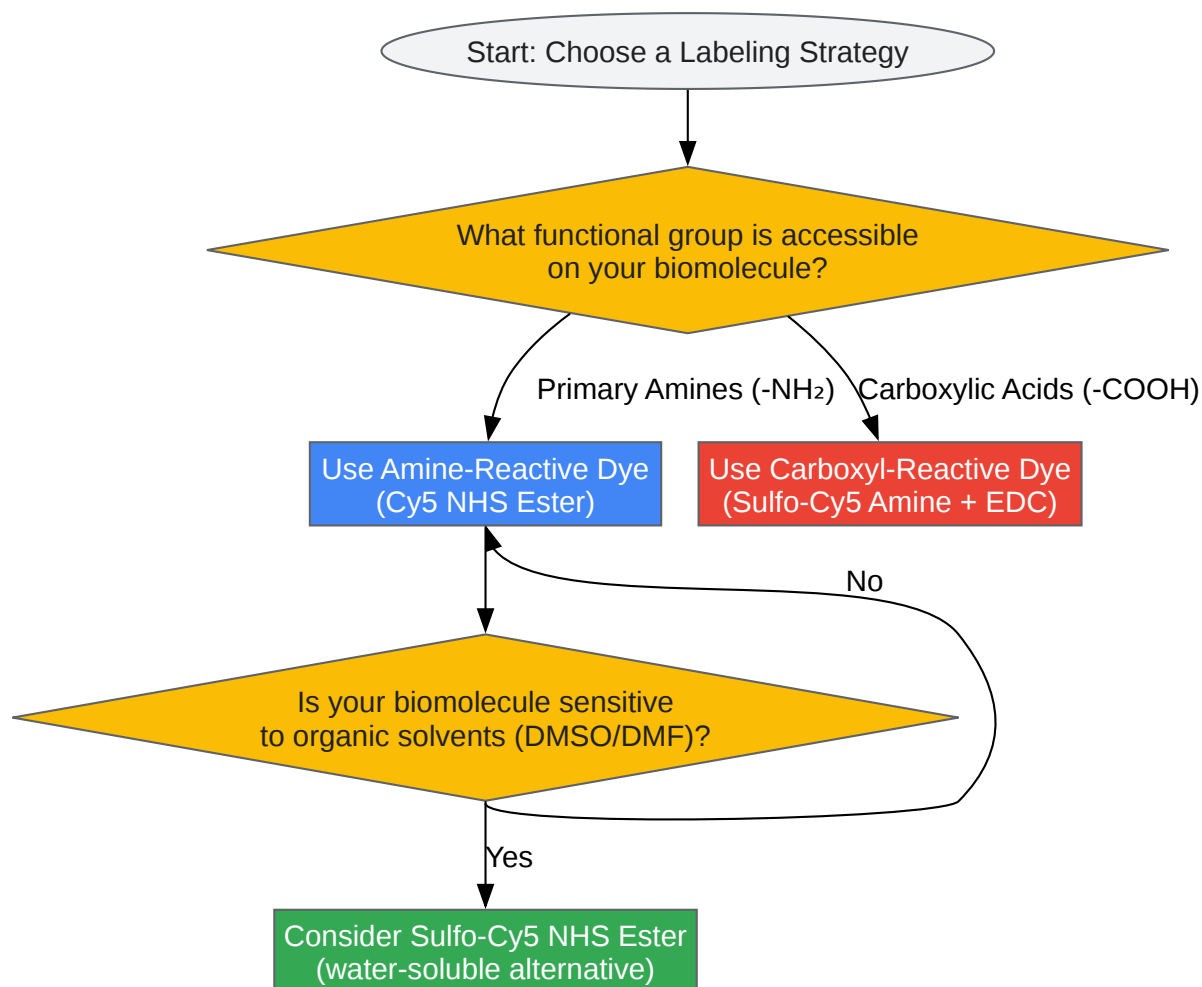 Start: Choose a Labeling Strategy
What functional group is accessible
on your biomolecule?
Primary Amines (-NH₂)
Carboxylic Acids (-COOH)
Use Amine-Reactive Dye
(Cy5 NHS Ester)
Use Carboxyl-Reactive Dye
(Sulfo-Cy5 Amine + EDC)
No
Is your biomolecule sensitive
to organic solvents (DMSO/DMF)?
Yes
Consider Sulfo-Cy5 NHS Ester
(water-soluble alternative)